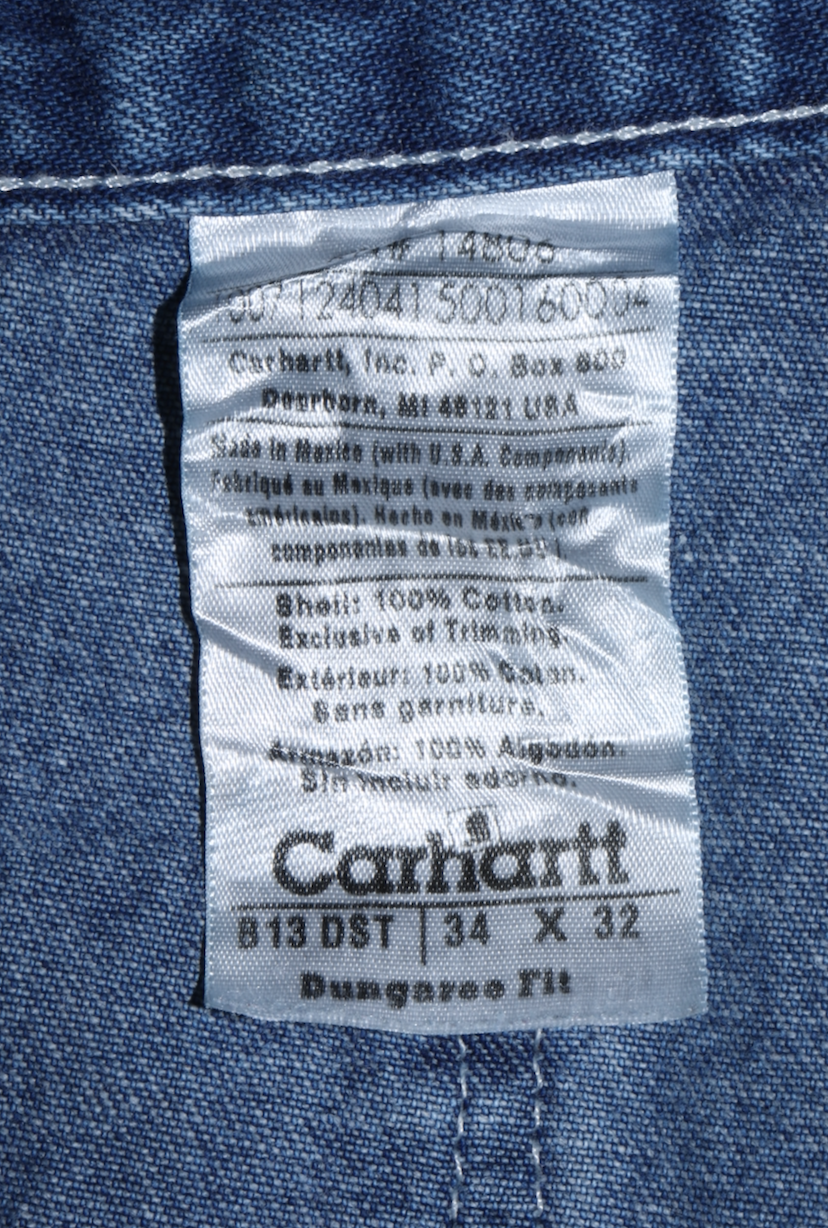 # 14806
007124041500160004
Carhartt, Inc. P. O. Box 600
Dearborn, MI 48121 USA
Made in Mexico (with U.S.A. Components).
Fabriqué au Mexique (avec des composants
américains). Hecho en México (con
componentes de los EE.UU.).
Shell: 100% Cotton.
Exclusive of Trimming.
Extérieur: 100% Coton.
Sans garniture.
Armazón: 100% Algodón.
Sin incluir adorno.
Carhartt
B13 DST | 34 X 32
Dungaree Fit